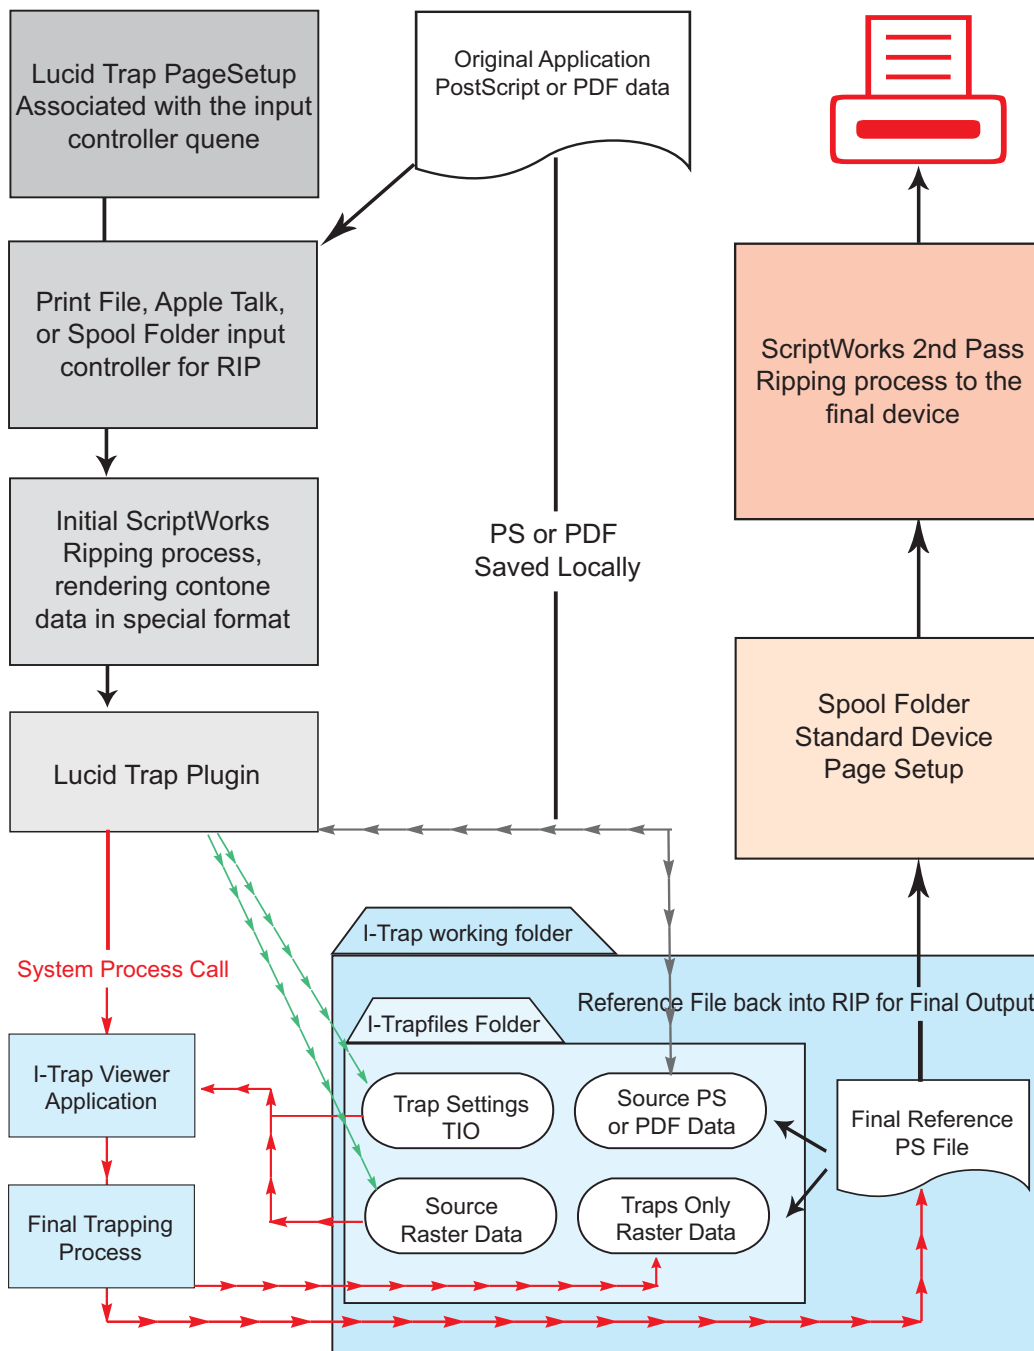 Lucid Trap PageSetup
Associated with the input
controller quene
Original Application
PostScript or PDF data
Print File, Apple Talk,
or Spool Folder input
controller for RIP
ScriptWorks 2nd Pass
Ripping process to the
final device
Initial ScriptWorks
Ripping process,
rendering contone
data in special format
PS or PDF
Saved Locally
Spool Folder
Standard Device
Page Setup
Lucid Trap Plugin
I-Trap working folder
System Process Call
Reference File back into RIP for Final Output
I-Trapfiles Folder
I-Trap Viewer
Application
Trap Settings
TIO
Source PS
or PDF Data
Final Reference
PS File
Final Trapping
Process
Source
Raster Data
Traps Only
Raster Data